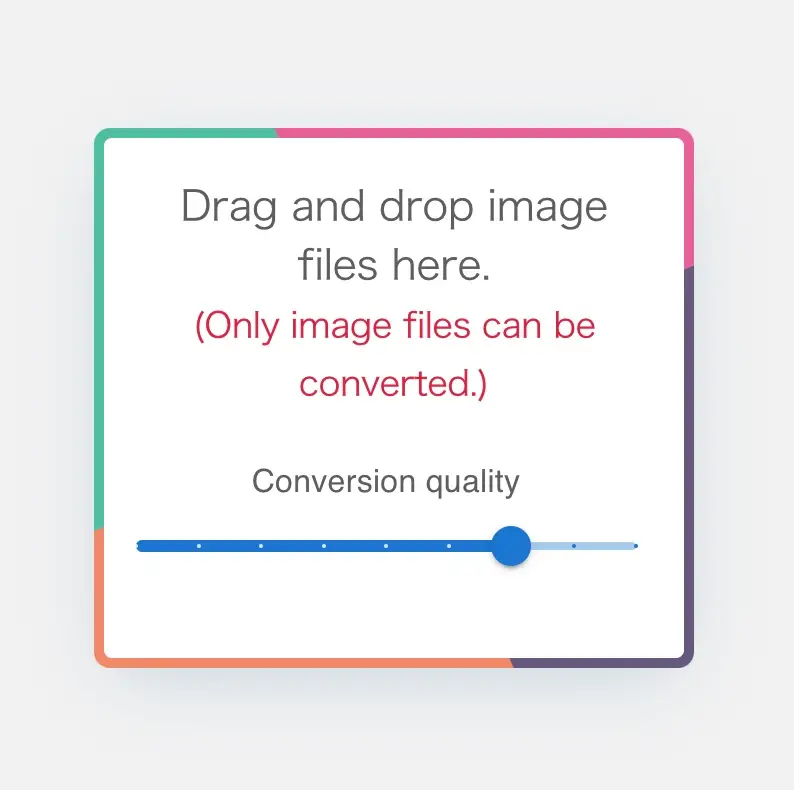 Drag and drop image
files here.
(Only image files can be
converted.)
Conversion quality